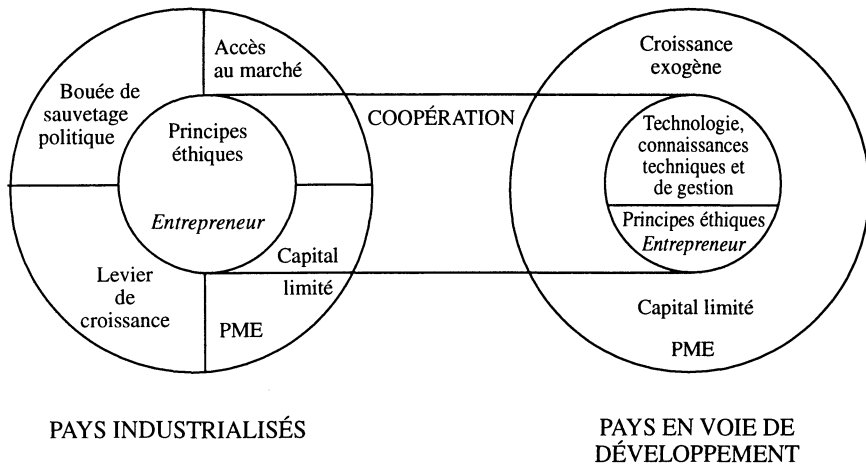 Accès
au marché
Bouée de
sauvetage
politique
Principes
éthiques
Entrepreneur
Levier
de
croissance
Capital
limité
PME
COOPÉRATION
Croissance
exogène
Technologie,
connaissances
techniques et
de gestion
Principes éthiques
Entrepreneur
Capital limité
PME
PAYS INDUSTRIALISÉS
PAYS EN VOIE DE
DÉVELOPPEMENT